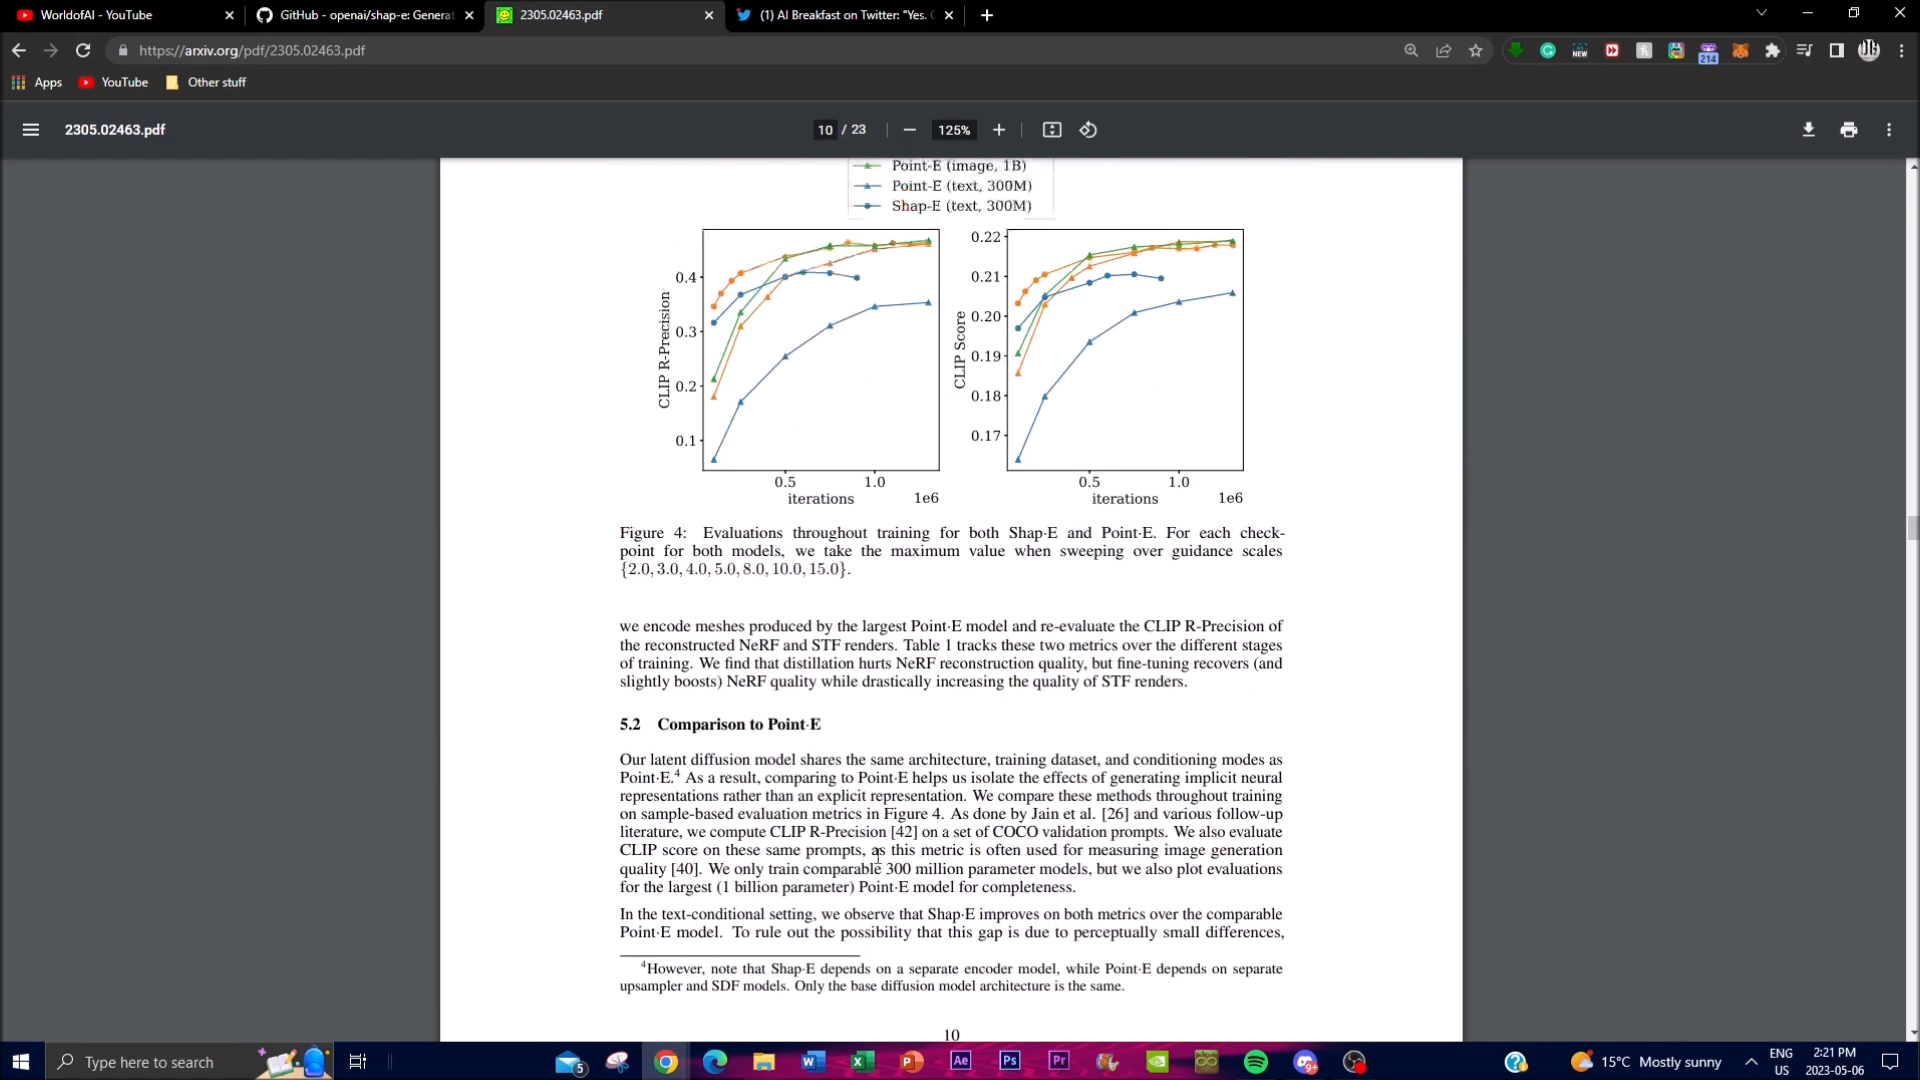 WorldofAI - YouTube
GitHub - openai/shap-e: Generat
2305.02463.pdf
(1) AI Breakfast on Twitter: "Yes.
https://arxiv.org/pdf/2305.02463.pdf
NEW
214
Apps
YouTube
Other stuff
2305.02463.pdf
10 / 23
125%
Point-E (image, 1B)
Point-E (text, 300M)
Shap-E (text, 300M)
CLIP R-Precision
0.4
0.3
0.2
0.1
0.5
1.0
iterations
1e6
CLIP Score
0.22
0.21
0.20
0.19
0.18
0.17
0.5
1.0
iterations
1e6
Figure 4: Evaluations throughout training for both Shap·E and Point·E. For each check-
point for both models, we take the maximum value when sweeping over guidance scales
{2.0, 3.0, 4.0, 5.0, 8.0, 10.0, 15.0}.
we encode meshes produced by the largest Point·E model and re-evaluate the CLIP R-Precision of
the reconstructed NeRF and STF renders. Table 1 tracks these two metrics over the different stages
of training. We find that distillation hurts NeRF reconstruction quality, but fine-tuning recovers (and
slightly boosts) NeRF quality while drastically increasing the quality of STF renders.
5.2 Comparison to Point·E
Our latent diffusion model shares the same architecture, training dataset, and conditioning modes as
Point·E.4 As a result, comparing to Point·E helps us isolate the effects of generating implicit neural
representations rather than an explicit representation. We compare these methods throughout training
on sample-based evaluation metrics in Figure 4. As done by Jain et al. [26] and various follow-up
literature, we compute CLIP R-Precision [42] on a set of COCO validation prompts. We also evaluate
CLIP score on these same prompts, as this metric is often used for measuring image generation
quality [40]. We only train comparable 300 million parameter models, but we also plot evaluations
for the largest (1 billion parameter) Point·E model for completeness.
In the text-conditional setting, we observe that Shap·E improves on both metrics over the comparable
Point·E model. To rule out the possibility that this gap is due to perceptually small differences,
4However, note that Shap·E depends on a separate encoder model, while Point·E depends on separate
upsampler and SDF models. Only the base diffusion model architecture is the same.
10
Type here to search
5
Ae
Ps
Pr
9+
15°C Mostly sunny
ENG
US
2:21 PM
2023-05-06